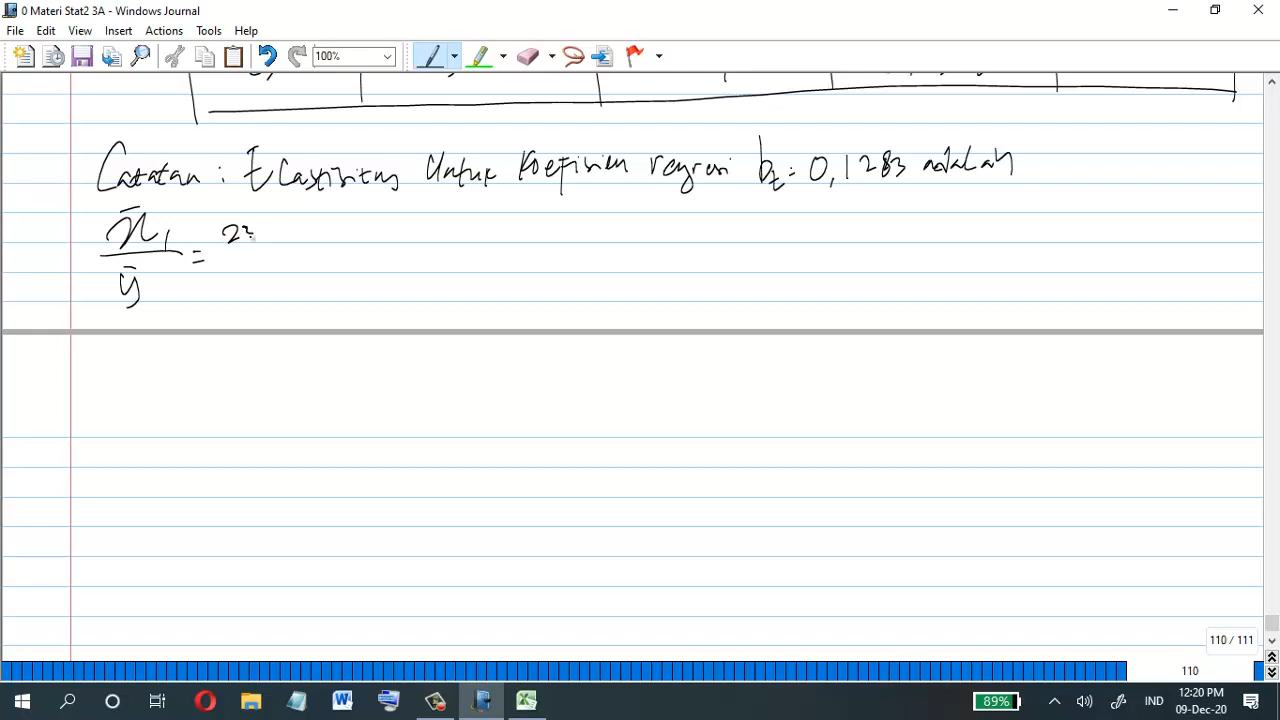 0 Materi Stat2 3A - Windows Journal
File Edit View Insert Actions Tools Help
100%
Catatan : Elastisitas Untuk Koefisien regresi b₂ = 0,1283 adalah
x̄₁ / ȳ =
110 / 111
110
89%
IND
12:20 PM
09-Dec-20